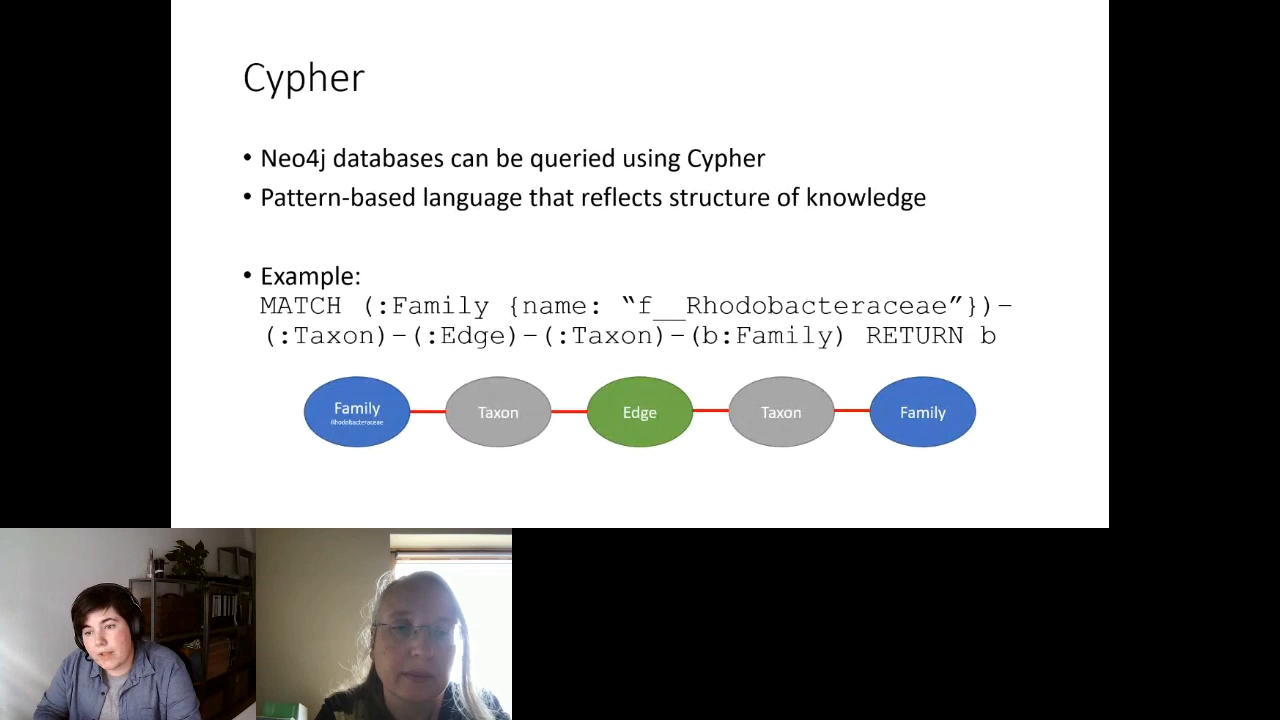 Cypher
• Neo4j databases can be queried using Cypher
• Pattern-based language that reflects structure of knowledge
• Example:
MATCH (:Family {name: “f__Rhodobacteraceae”})–
(:Taxon)–(:Edge)–(:Taxon)–(b:Family) RETURN b
Family Taxon Edge Taxon Family
Rhodobacteraceae